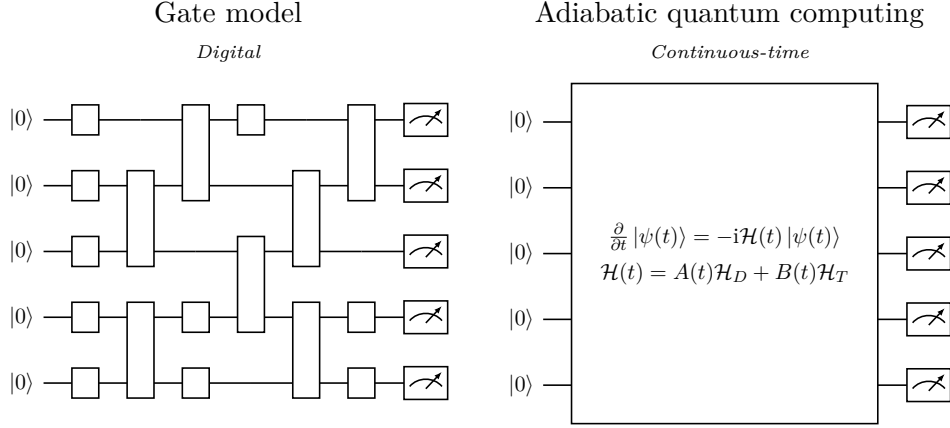 Gate model
Digital
|0⟩
|0⟩
|0⟩
|0⟩
|0⟩
Adiabatic quantum computing
Continuous-time
|0⟩
|0⟩
|0⟩
|0⟩
|0⟩
∂/∂t |ψ(t)⟩ = −iℋ(t) |ψ(t)⟩
ℋ(t) = A(t)ℋ_D + B(t)ℋ_T